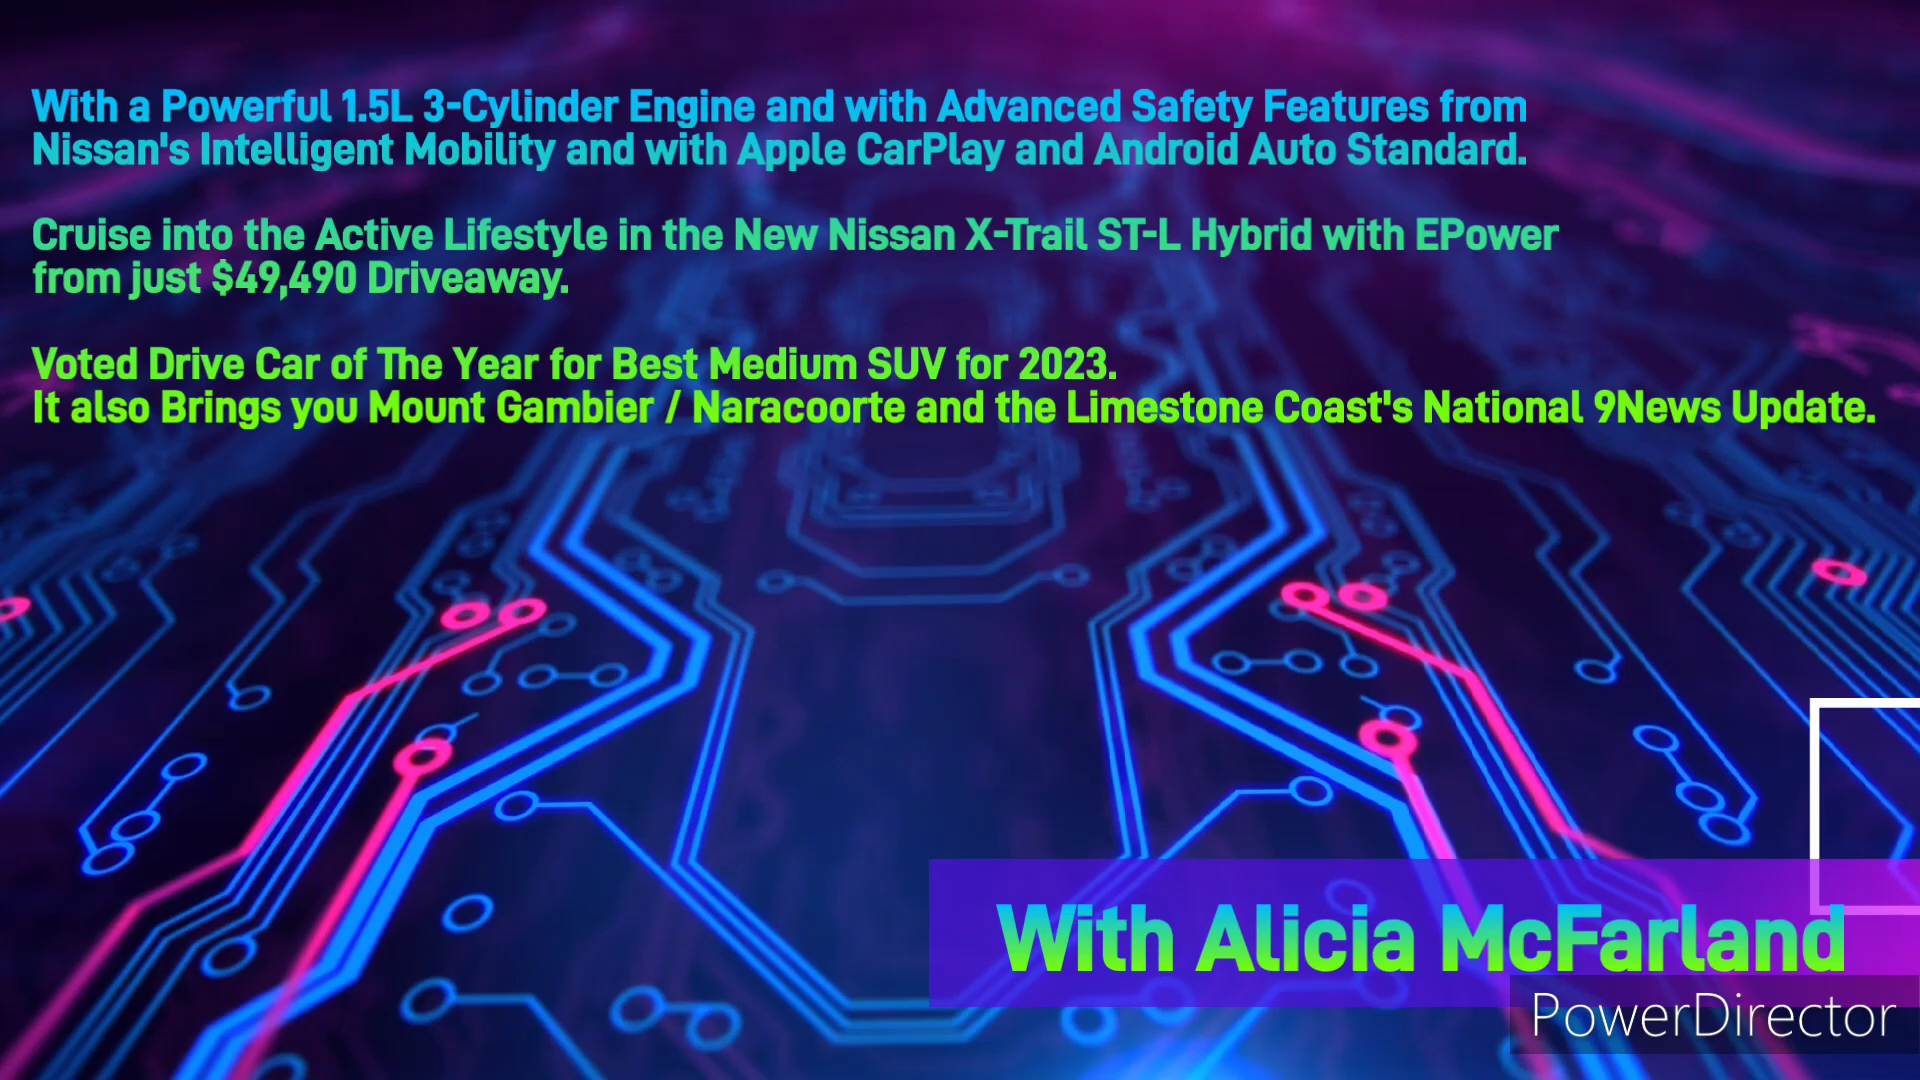 With a Powerful 1.5L 3-Cylinder Engine and with Advanced Safety Features from
Nissan's Intelligent Mobility and with Apple CarPlay and Android Auto Standard.
Cruise into the Active Lifestyle in the New Nissan X-Trail ST-L Hybrid with EPower
from just $49,490 Driveaway.
Voted Drive Car of The Year for Best Medium SUV for 2023.
It also Brings you Mount Gambier / Naracoorte and the Limestone Coast's National 9News Update.
With Alicia McFarland
PowerDirector